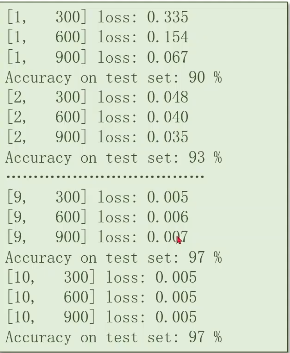 [1,   300] loss: 0.335
[1,   600] loss: 0.154
[1,   900] loss: 0.067
Accuracy on test set: 90 %
[2,   300] loss: 0.048
[2,   600] loss: 0.040
[2,   900] loss: 0.035
Accuracy on test set: 93 %
....................................
[9,   300] loss: 0.005
[9,   600] loss: 0.006
[9,   900] loss: 0.007
Accuracy on test set: 97 %
[10,   300] loss: 0.005
[10,   600] loss: 0.005
[10,   900] loss: 0.005
Accuracy on test set: 97 %